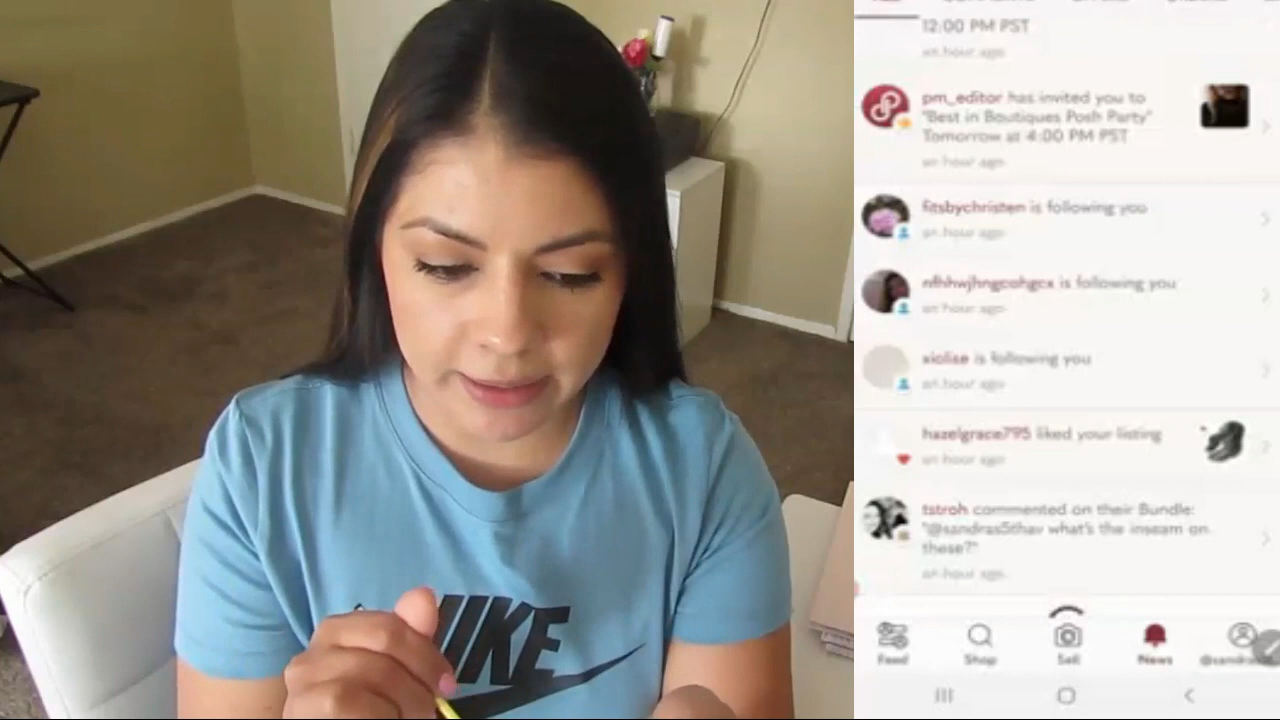 12:00 PM PST
an hour ago
pm_editor has invited you to
"Best in Boutiques Posh Party"
Tomorrow at 4:00 PM PST
an hour ago
fitsbychristen is following you
an hour ago
nfhhwjhngcohgcx is following you
an hour ago
xiolise is following you
an hour ago
hazelgrace795 liked your listing
an hour ago
tstroh commented on their Bundle:
"@sandras5thav what's the inseam on
these?"
an hour ago
Feed
Shop
Sell
News
NIKE